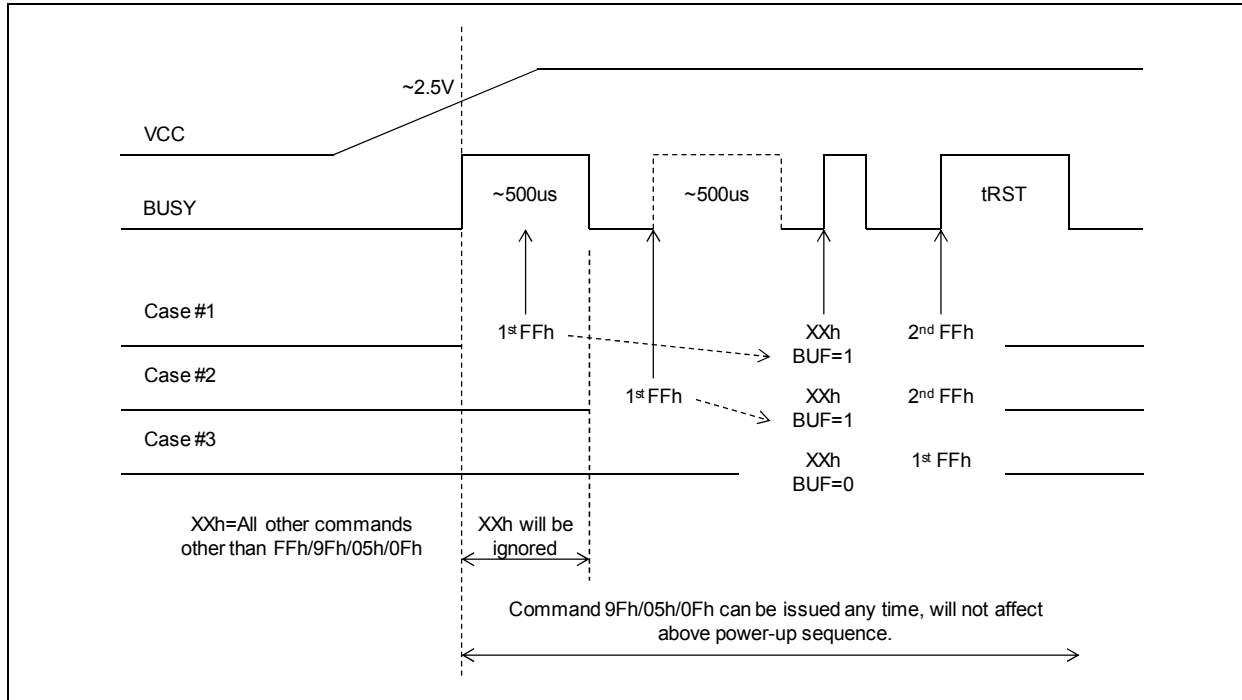 ~2.5V
VCC
~500us
~500us
tRST
BUSY
Case #1
1st FFh
XXh
BUF=1
2nd FFh
Case #2
1st FFh
XXh
BUF=1
2nd FFh
Case #3
XXh
BUF=0
1st FFh
XXh=All other commands
other than FFh/9Fh/05h/0Fh
XXh will be
ignored
Command 9Fh/05h/0Fh can be issued any time, will not affect
above power-up sequence.